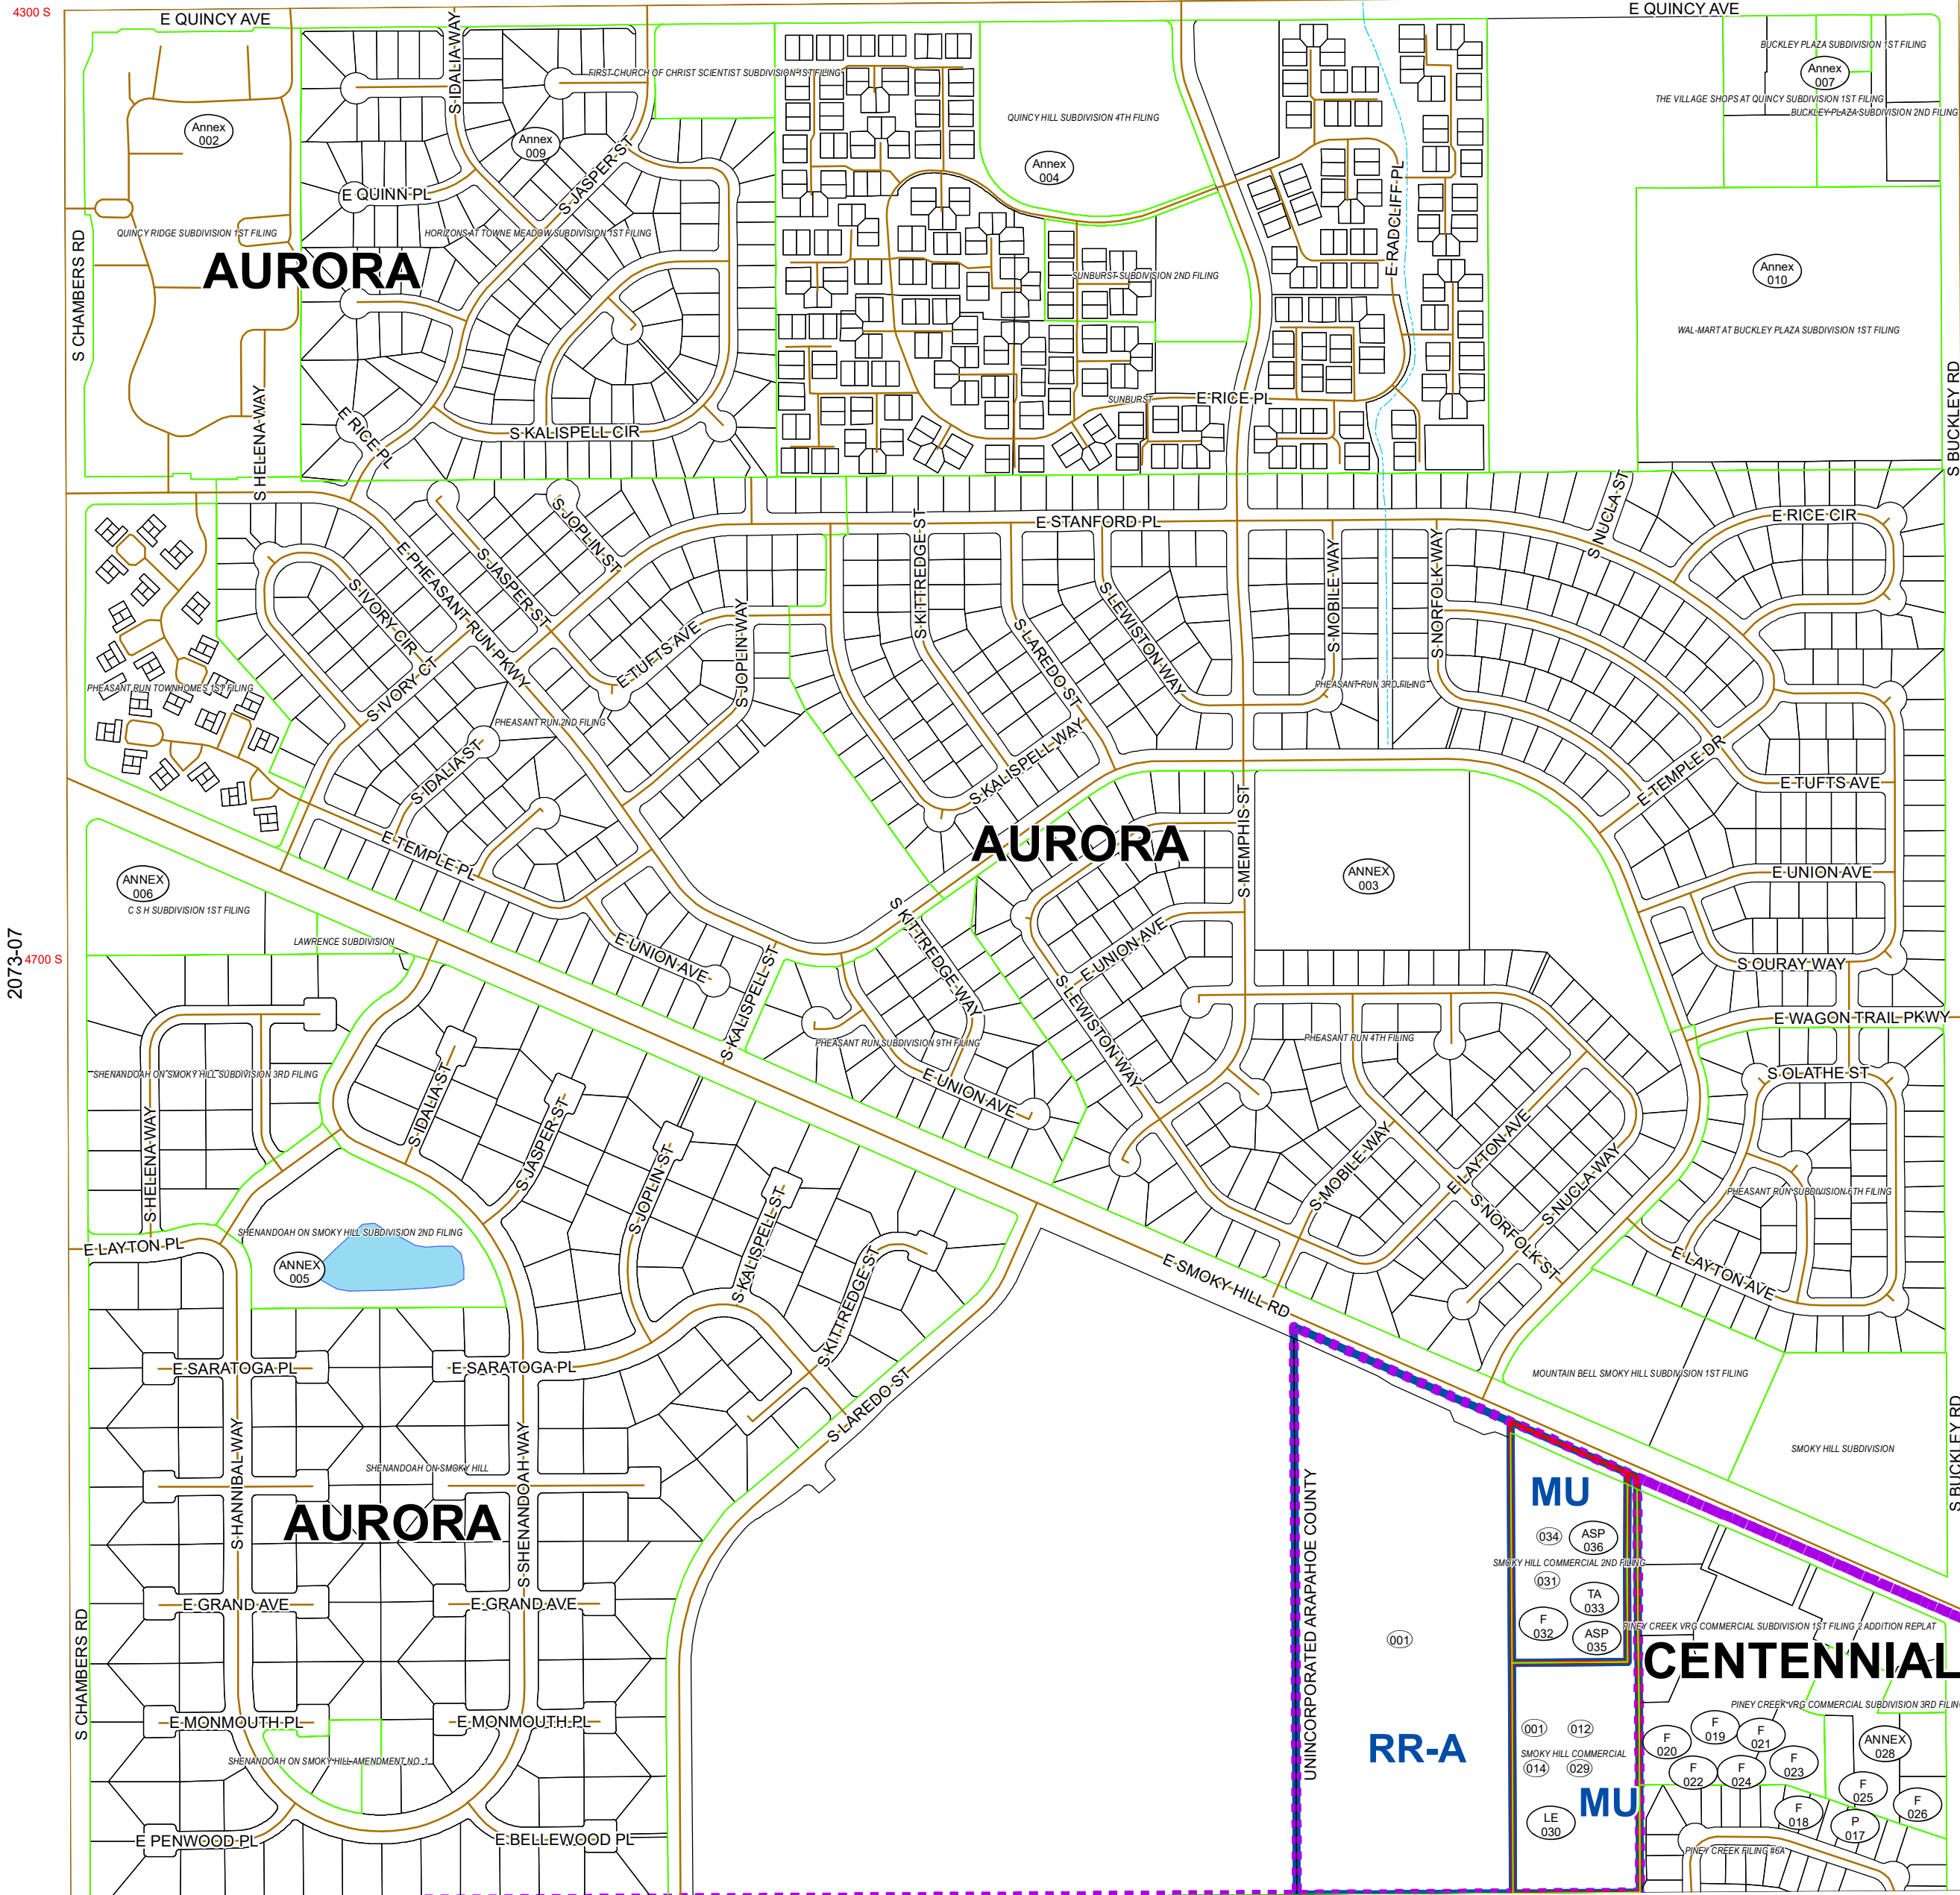 4300 S
E QUINCY AVE
E QUINCY AVE
S IDALIA WAY
BUCKLEY PLAZA SUBDIVISION 1ST FILING
FIRST CHURCH OF CHRIST SCIENTIST SUBDIVISION 1ST FILING
Annex
007
THE VILLAGE SHOPS AT QUINCY SUBDIVISION 1ST FILING
BUCKLEY PLAZA SUBDIVISION 2ND FILING
QUINCY HILL SUBDIVISION 4TH FILING
Annex
002
Annex
009
Annex
004
S JASPER ST
E QUINN PL
E RADCLIFF PL
QUINCY RIDGE SUBDIVISION 1ST FILING
HORIZONS AT TOWNE MEADOW SUBDIVISION 1ST FILING
AURORA
SUNBURST SUBDIVISION 2ND FILING
Annex
010
WAL-MART AT BUCKLEY PLAZA SUBDIVISION 1ST FILING
S CHAMBERS RD
S BUCKLEY RD
S HELENA WAY
E RICE PL
S KALISPELL CIR
SUNBURST
E RICE PL
S NUCLA ST
E RICE CIR
S JOPLIN ST
S KITTREDGE ST
E STANFORD PL
E PHEASANT RUN PKWY
S JASPER ST
S IVORY CIR
S IVORY CT
E TUFTS AVE
S JOPLIN WAY
S LAREDO ST
S LEWISTON WAY
S MOBILE WAY
S NORFOLK WAY
PHEASANT RUN TOWNHOMES 1ST FILING
PHEASANT RUN 2ND FILING
PHEASANT RUN 3RD FILING
S IDALIA ST
S KALISPELL WAY
E TEMPLE DR
E TUFTS AVE
E TEMPLE PL
AURORA
S MEMPHIS ST
ANNEX
003
E UNION AVE
ANNEX
006
C S H SUBDIVISION 1ST FILING
LAWRENCE SUBDIVISION
2073-07
4700 S
E UNION AVE
S KALISPELL ST
S KITTREDGE WAY
E UNION AVE
S LEWISTON WAY
S OURAY WAY
E WAGON TRAIL PKWY
PHEASANT RUN SUBDIVISION 9TH FILING
PHEASANT RUN 4TH FILING
E UNION AVE
S OLATHE ST
SHENANDOAH ON SMOKY HILL SUBDIVISION 3RD FILING
S HELENA WAY
S IDALIA ST
S JASPER ST
S JOPLIN ST
S KALISPELL ST
S KITTREDGE ST
S MOBILE WAY
E LAYTON AVE
S NUCLA WAY
S NORFOLK ST
PHEASANT RUN SUBDIVISION 6TH FILING
E LAYTON AVE
E LAYTON PL
SHENANDOAH ON SMOKY HILL SUBDIVISION 2ND FILING
ANNEX
005
E SMOKY HILL RD
E SARATOGA PL
E SARATOGA PL
S LAREDO ST
MOUNTAIN BELL SMOKY HILL SUBDIVISION 1ST FILING
SMOKY HILL SUBDIVISION
S BUCKLEY RD
S HANNIBAL WAY
S SHENANDOAH WAY
SHENANDOAH ON SMOKY HILL
AURORA
UNINCORPORATED ARAPAHOE COUNTY
MU
034
ASP
036
SMOKY HILL COMMERCIAL 2ND FILING
031
TA
033
F
032
ASP
035
E GRAND AVE
E GRAND AVE
S CHAMBERS RD
001
PINEY CREEK VRG COMMERCIAL SUBDIVISION 1ST FILING 2 ADDITION REPLAT
CENTENNIAL
PINEY CREEK VRG COMMERCIAL SUBDIVISION 3RD FILIN
E MONMOUTH PL
E MONMOUTH PL
SHENANDOAH ON SMOKY HILL AMENDMENT NO. 1
RR-A
001
012
SMOKY HILL COMMERCIAL
014
029
MU
LE
030
F
020
F
019
F
021
F
022
F
024
F
023
ANNEX
028
F
025
F
026
F
018
P
017
PINEY CREEK FILING #6A
E PENWOOD PL
E BELLEWOOD PL